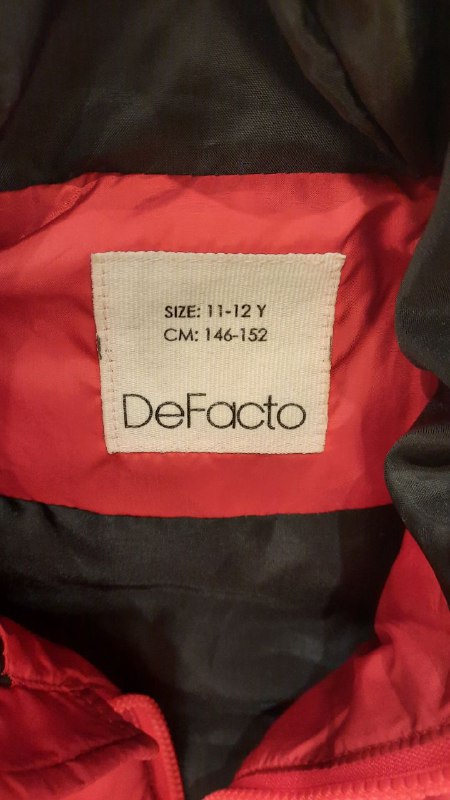 SIZE: 11-12 Y
CM: 146-152
DeFacto